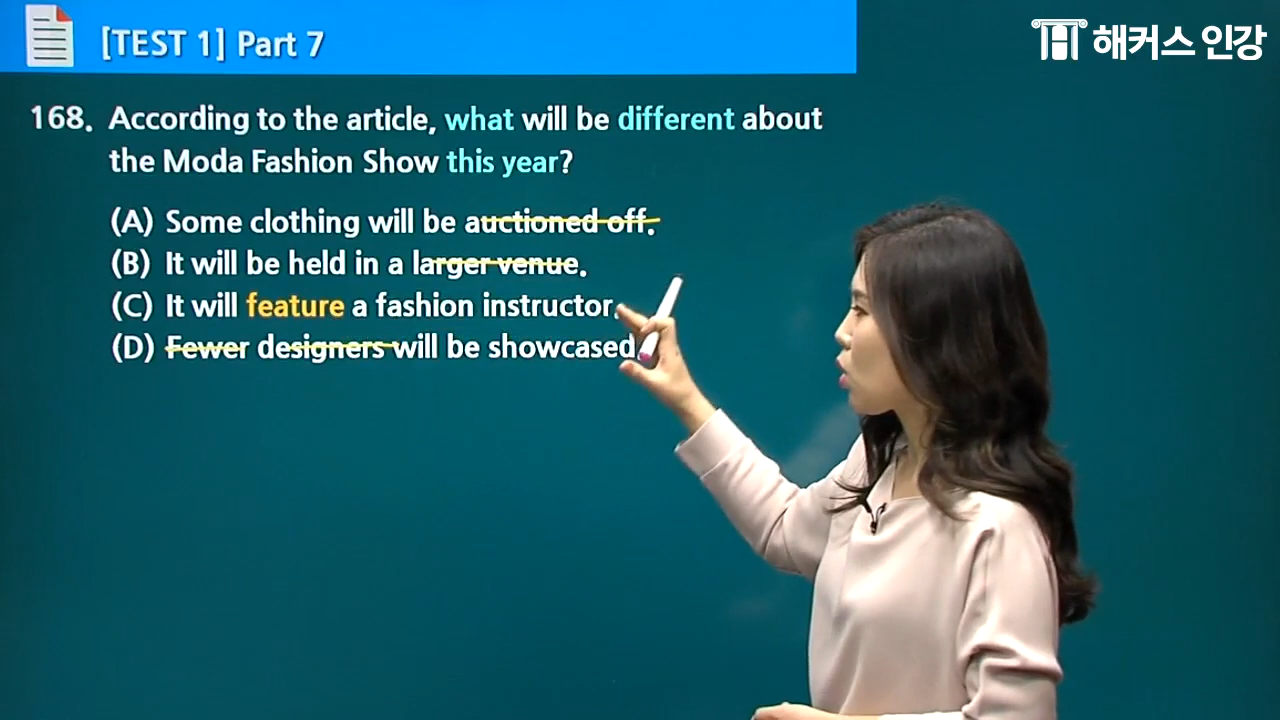 [TEST 1] Part 7
해커스 인강
168. According to the article, what will be different about
the Moda Fashion Show this year?
(A) Some clothing will be auctioned off.
(B) It will be held in a larger venue.
(C) It will feature a fashion instructor.
(D) Fewer designers will be showcased